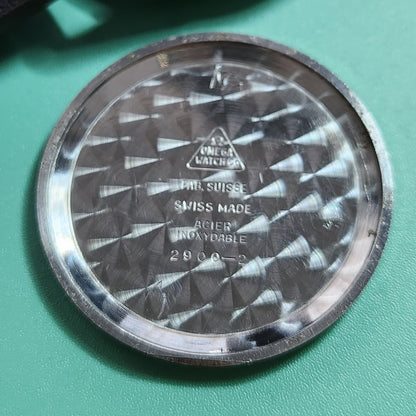 Ω
OMEGA
WATCH Co
FAB. SUISSE
SWISS MADE
ACIER
INOXYDABLE
2900-2